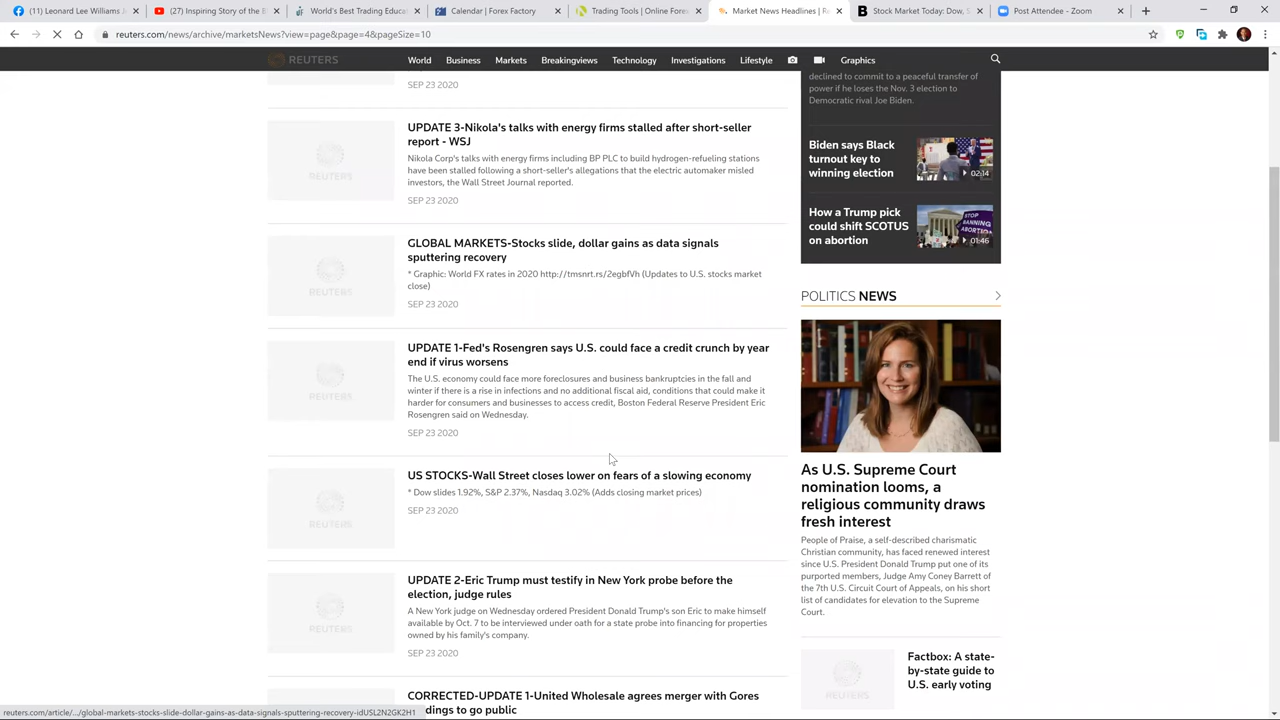 (1) Leonard Lee Williams J
(27) Inspiring Story of the B
World's Best Trading Educat
Calendar | Forex Factory
Trading Tools | Online Forex
Market News Headlines | Re
Stock Market Today: Dow, S
Post Attendee - Zoom
reuters.com/news/archive/marketsNews?view=page&page=4&pageSize=10
REUTERS
World
Business
Markets
Breakingviews
Technology
Investigations
Lifestyle
Graphics
SEP 23 2020
REUTERS
UPDATE 3-Nikola's talks with energy firms stalled after short-seller
report - WSJ
Nikola Corp's talks with energy firms including BP PLC to build hydrogen-refueling stations
have been stalled following a short-seller's allegations that the electric automaker misled
investors, the Wall Street Journal reported.
SEP 23 2020
REUTERS
GLOBAL MARKETS-Stocks slide, dollar gains as data signals
sputtering recovery
* Graphic: World FX rates in 2020 http://tmsnrt.rs/2egbfVh (Updates to U.S. stocks market
close)
SEP 23 2020
REUTERS
UPDATE 1-Fed's Rosengren says U.S. could face a credit crunch by year
end if virus worsens
The U.S. economy could face more foreclosures and business bankruptcies in the fall and
winter if there is a rise in infections and no additional fiscal aid, conditions that could make it
harder for consumers and businesses to access credit, Boston Federal Reserve President Eric
Rosengren said on Wednesday.
SEP 23 2020
REUTERS
US STOCKS-Wall Street closes lower on fears of a slowing economy
* Dow slides 1.92%, S&P 2.37%, Nasdaq 3.02% (Adds closing market prices)
SEP 23 2020
REUTERS
UPDATE 2-Eric Trump must testify in New York probe before the
election, judge rules
A New York judge on Wednesday ordered President Donald Trump's son Eric to make himself
available by Oct. 7 to be interviewed under oath for a state probe into financing for properties
owned by his family's company.
SEP 23 2020
CORRECTED-UPDATE 1-United Wholesale agrees merger with Gores
dings to go public
declined to commit to a peaceful transfer of
power if he loses the Nov. 3 election to
Democratic rival Joe Biden.
Biden says Black
turnout key to
winning election
02:14
How a Trump pick
could shift SCOTUS
on abortion
STOP
BANNING
ABORTIO
01:46
POLITICS NEWS
As U.S. Supreme Court
nomination looms, a
religious community draws
fresh interest
People of Praise, a self-described charismatic
Christian community, has faced renewed interest
since U.S. President Donald Trump put one of its
purported members, Judge Amy Coney Barrett of
the 7th U.S. Circuit Court of Appeals, on his short
list of candidates for elevation to the Supreme
Court.
REUTERS
Factbox: A state-
by-state guide to
U.S. early voting
reuters.com/article/.../global-markets-stocks-slide-dollar-gains-as-data-signals-sputtering-recovery-idUSL2N2GK2H1